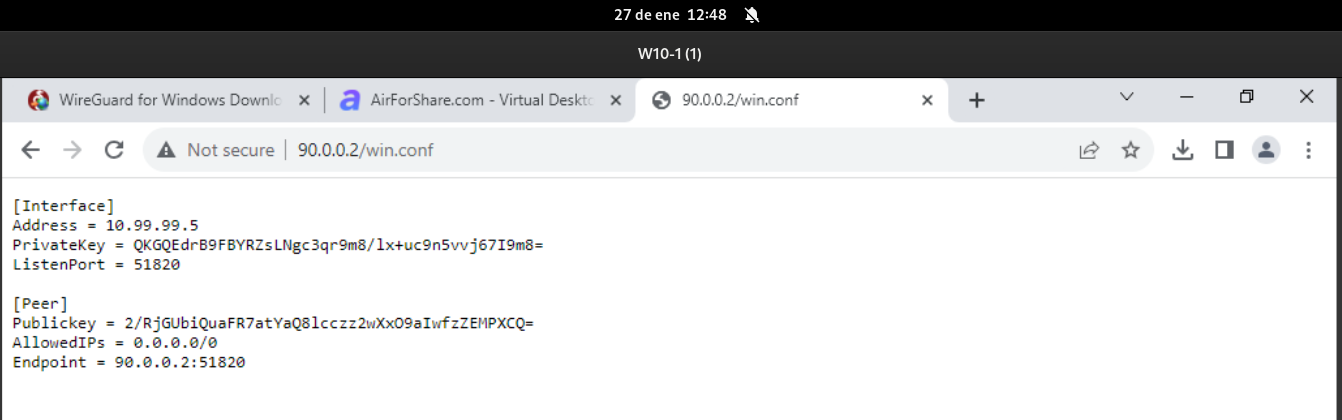 27 de ene 12:48
W10-1 (1)
WireGuard for Windows Downlo
AirForShare.com - Virtual Deskto
90.0.0.2/win.conf
Not secure
90.0.0.2/win.conf
[Interface]
Address = 10.99.99.5
PrivateKey = QKGQEdrB9FBYRZsLNgc3qr9m8/lx+uc9n5vvj67I9m8=
ListenPort = 51820
[Peer]
Publickey = 2/RjGUbiQuaFR7atYaQ8lcczz2wXxO9aIwfzZEMPXCQ=
AllowedIPs = 0.0.0.0/0
Endpoint = 90.0.0.2:51820